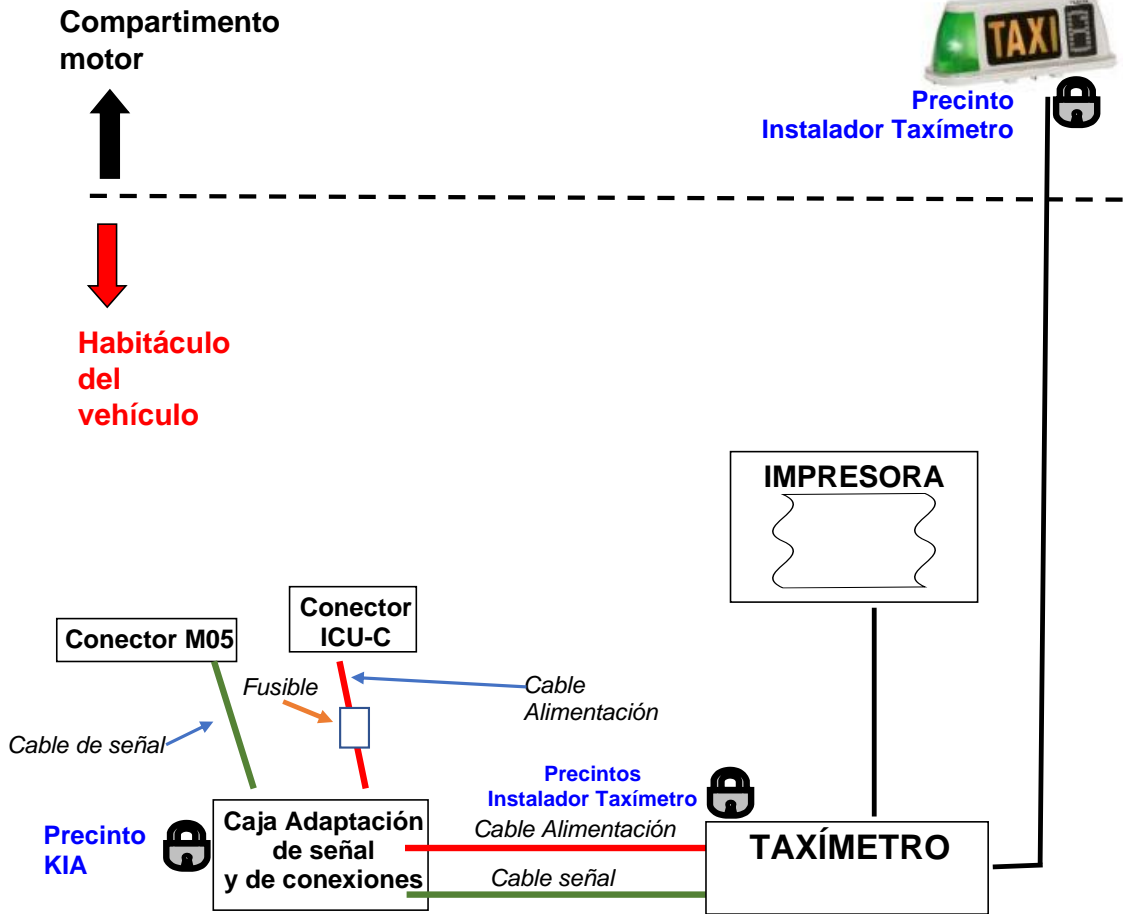 Compartimento
motor
TAXI
Precinto
Instalador Taxímetro
Habitáculo
del
vehículo
IMPRESORA
Conector
ICU-C
Conector M05
Fusible
Cable
Alimentación
Cable de señal
Precintos
Instalador Taxímetro
Cable Alimentación
Precinto
KIA
Caja Adaptación
de señal
y de conexiones
TAXÍMETRO
Cable señal